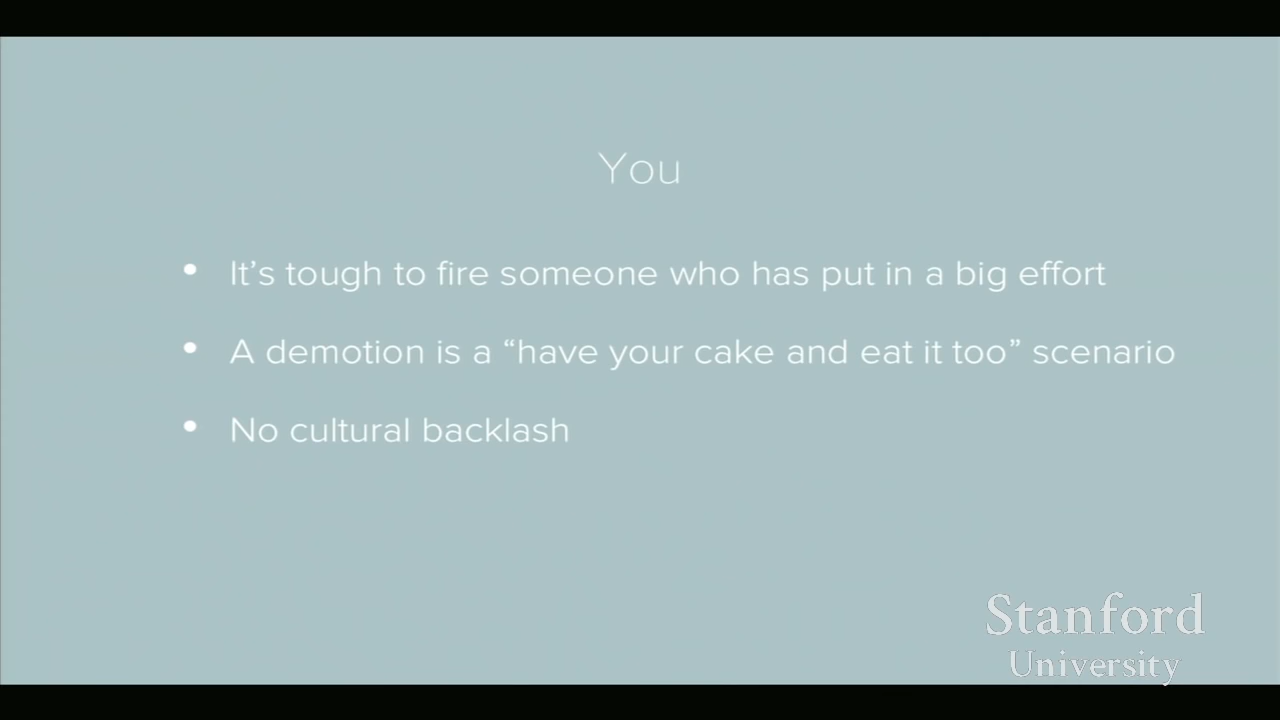 You
• It’s tough to fire someone who has put in a big effort
• A demotion is a “have your cake and eat it too” scenario
• No cultural backlash
Stanford
University